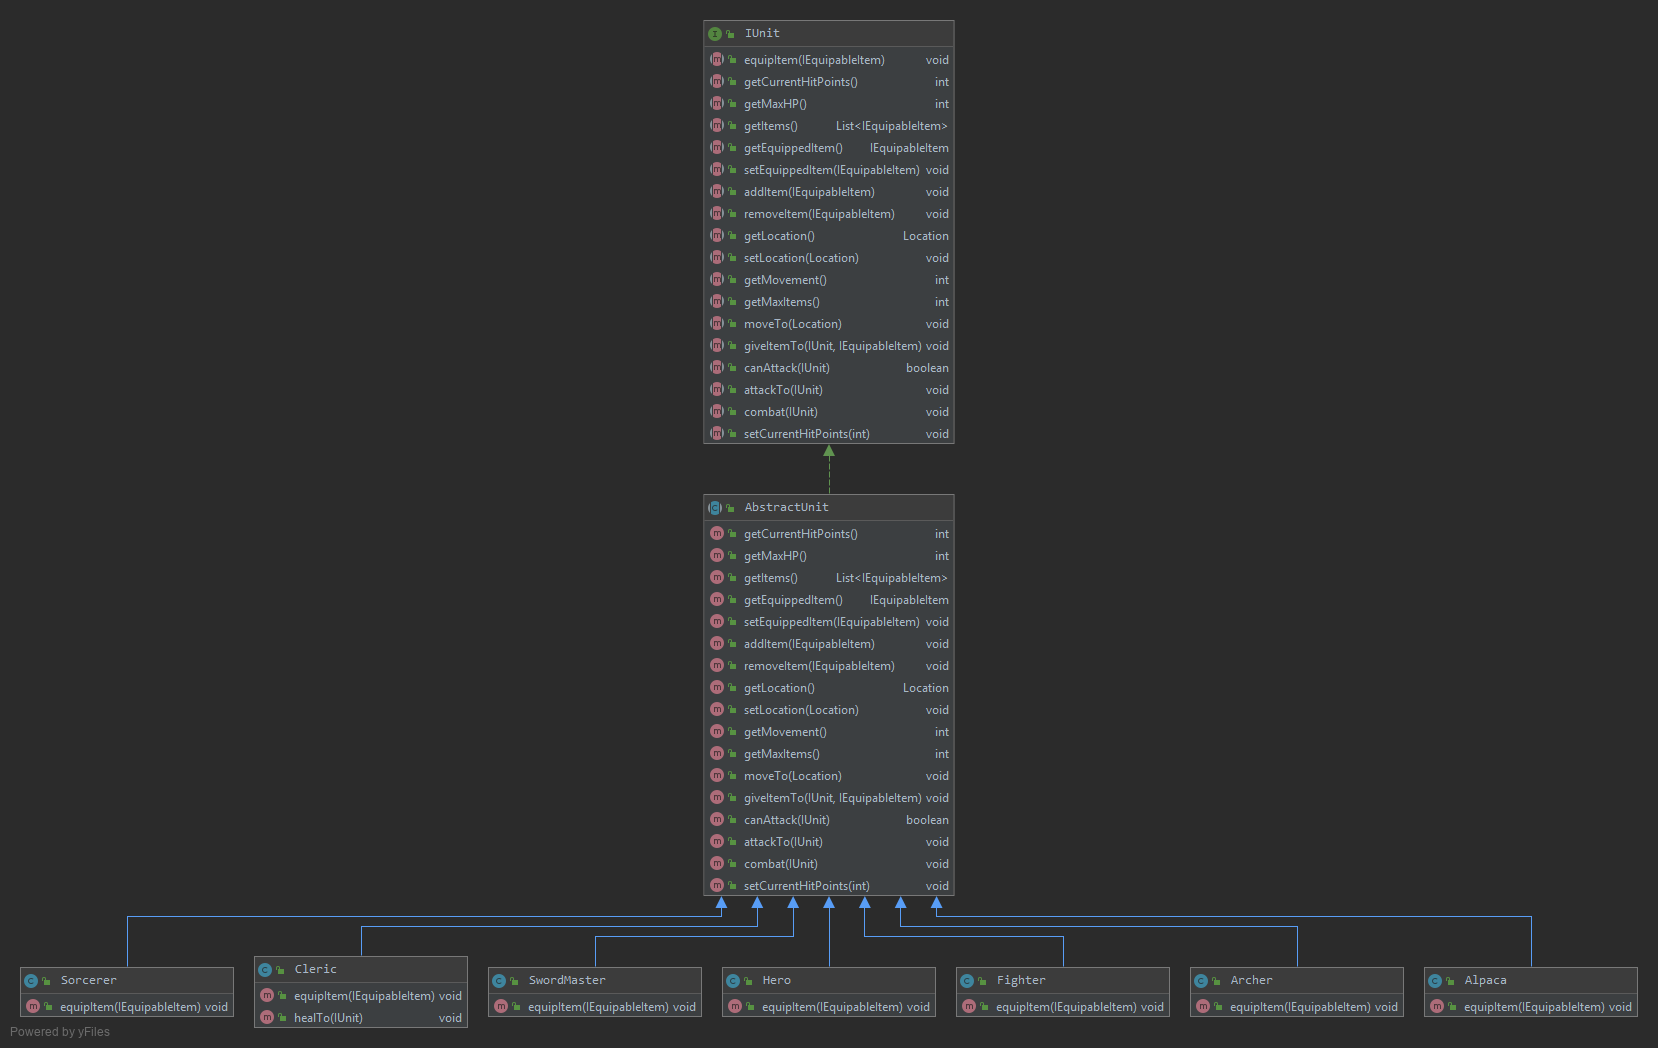 IUnit
equipItem(IEquipableItem) void
getCurrentHitPoints() int
getMaxHP() int
getItems() List<IEquipableItem>
getEquippedItem() IEquipableItem
setEquippedItem(IEquipableItem) void
addItem(IEquipableItem) void
removeItem(IEquipableItem) void
getLocation() Location
setLocation(Location) void
getMovement() int
getMaxItems() int
moveTo(Location) void
giveItemTo(IUnit, IEquipableItem) void
canAttack(IUnit) boolean
attackTo(IUnit) void
combat(IUnit) void
setCurrentHitPoints(int) void
AbstractUnit
getCurrentHitPoints() int
getMaxHP() int
getItems() List<IEquipableItem>
getEquippedItem() IEquipableItem
setEquippedItem(IEquipableItem) void
addItem(IEquipableItem) void
removeItem(IEquipableItem) void
getLocation() Location
setLocation(Location) void
getMovement() int
getMaxItems() int
moveTo(Location) void
giveItemTo(IUnit, IEquipableItem) void
canAttack(IUnit) boolean
attackTo(IUnit) void
combat(IUnit) void
setCurrentHitPoints(int) void
Sorcerer
equipItem(IEquipableItem) void
Cleric
equipItem(IEquipableItem) void
healTo(IUnit) void
SwordMaster
equipItem(IEquipableItem) void
Hero
equipItem(IEquipableItem) void
Fighter
equipItem(IEquipableItem) void
Archer
equipItem(IEquipableItem) void
Alpaca
equipItem(IEquipableItem) void
Powered by yFiles